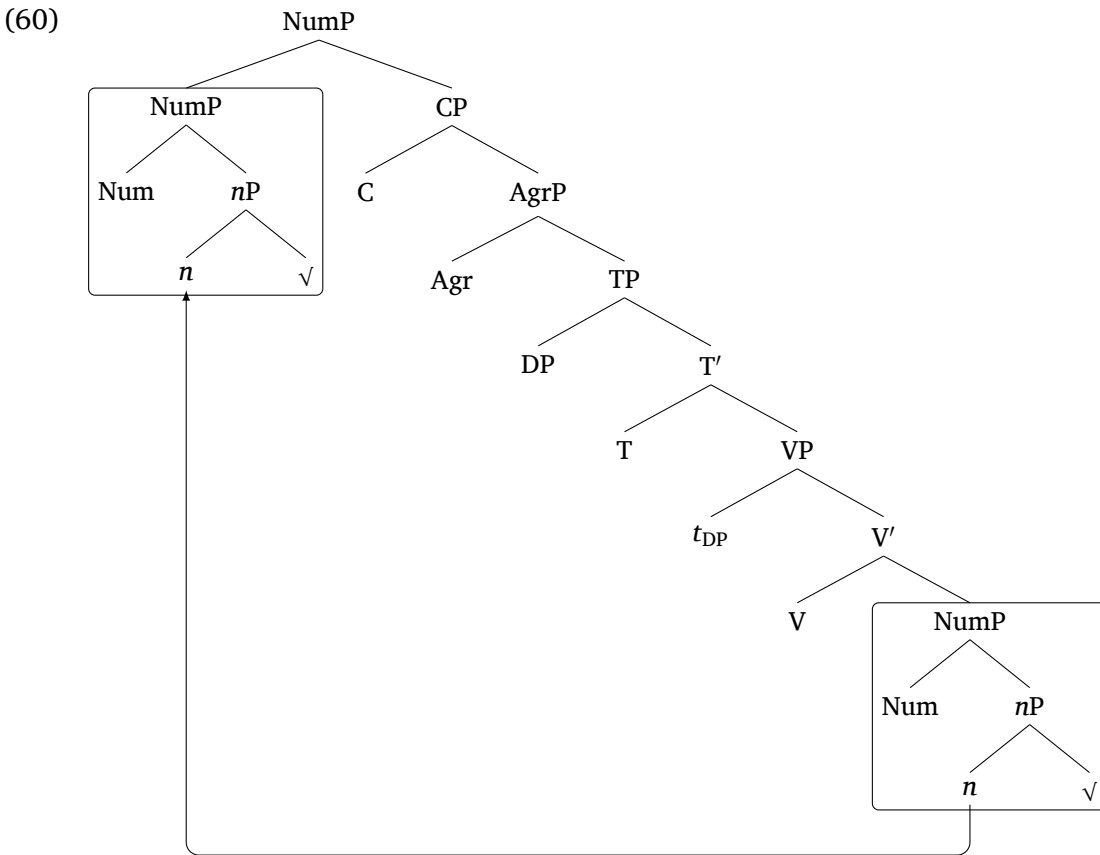 (60) NumP
NumP CP
Num nP C AgrP
n √ Agr TP
DP T′
T VP
tDP V′
V NumP
Num nP
n √